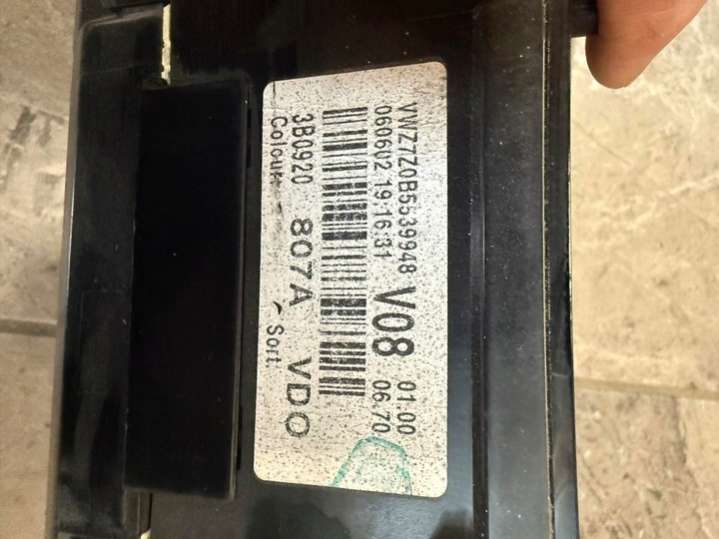 VWZ7Z0B5539948 V08 01.00
060602 19:16:31 06.70
3B0920 807A VDO
Colour - Sort.